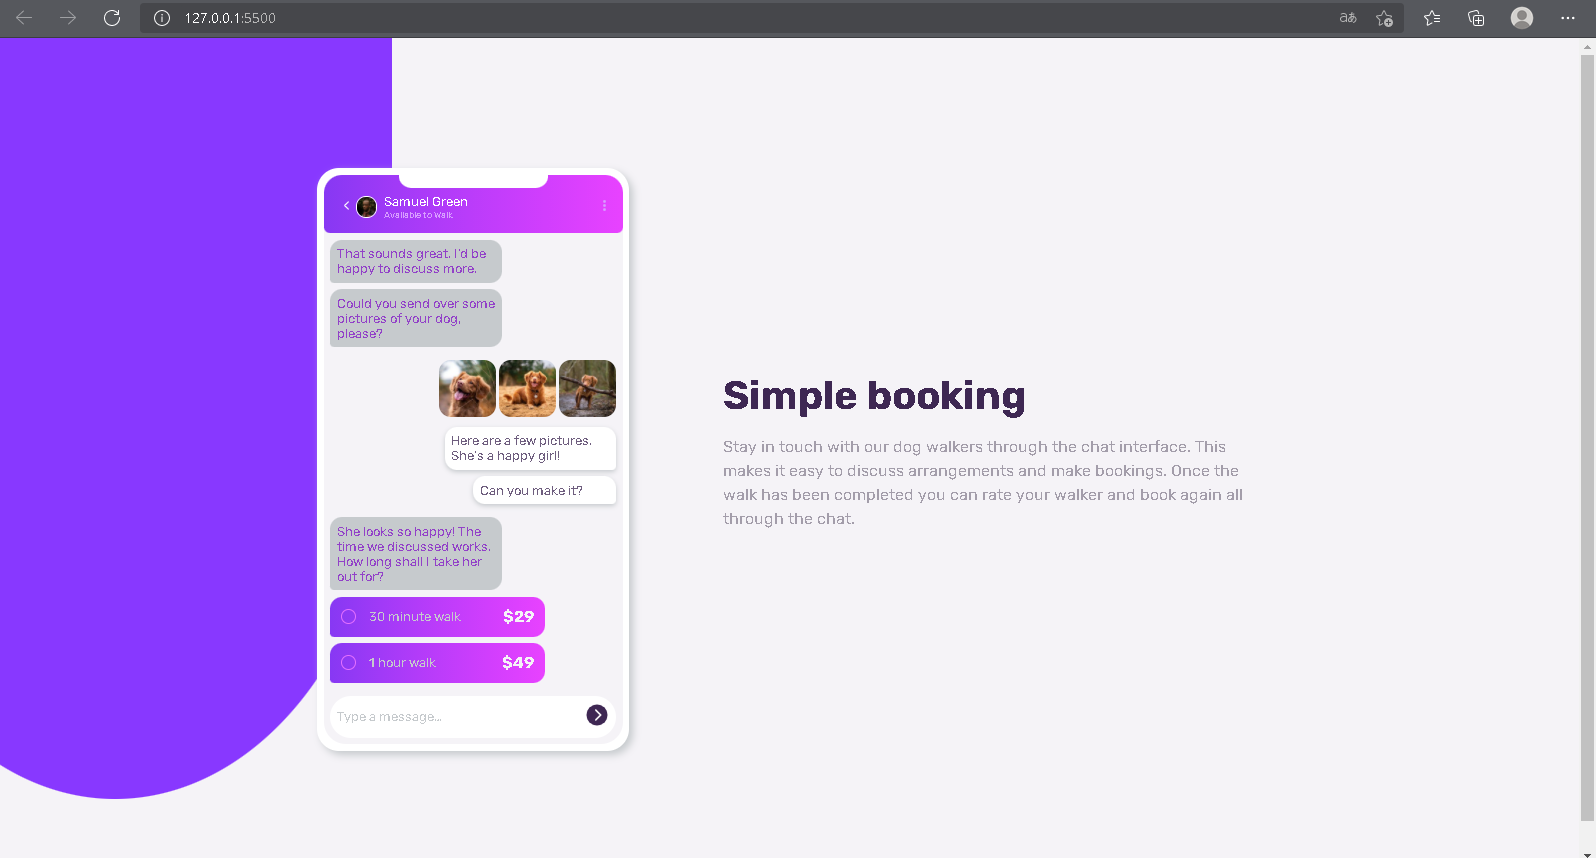 127.0.0.1:5500
aあ
Samuel Green
Available to Walk
That sounds great. I'd be
happy to discuss more.
Could you send over some
pictures of your dog,
please?
Here are a few pictures.
She's a happy girl!
Can you make it?
She looks so happy! The
time we discussed works.
How long shall I take her
out for?
30 minute walk $29
1 hour walk $49
Type a message...
Simple booking
Stay in touch with our dog walkers through the chat interface. This
makes it easy to discuss arrangements and make bookings. Once the
walk has been completed you can rate your walker and book again all
through the chat.